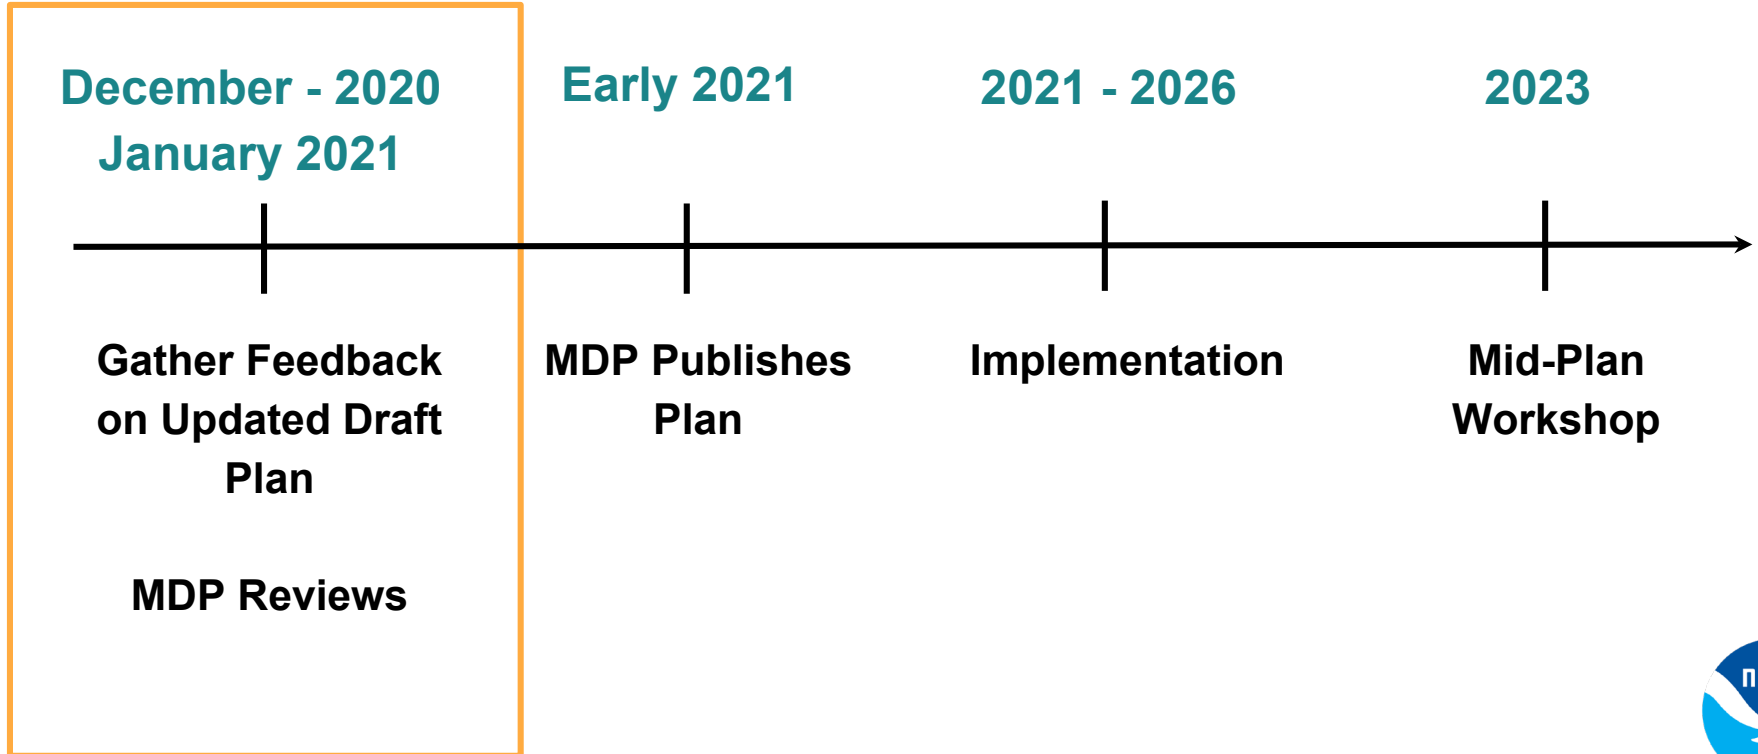 December - 2020
January 2021
Early 2021
2021 - 2026
2023
Gather Feedback
on Updated Draft
Plan
MDP Reviews
MDP Publishes
Plan
Implementation
Mid-Plan
Workshop